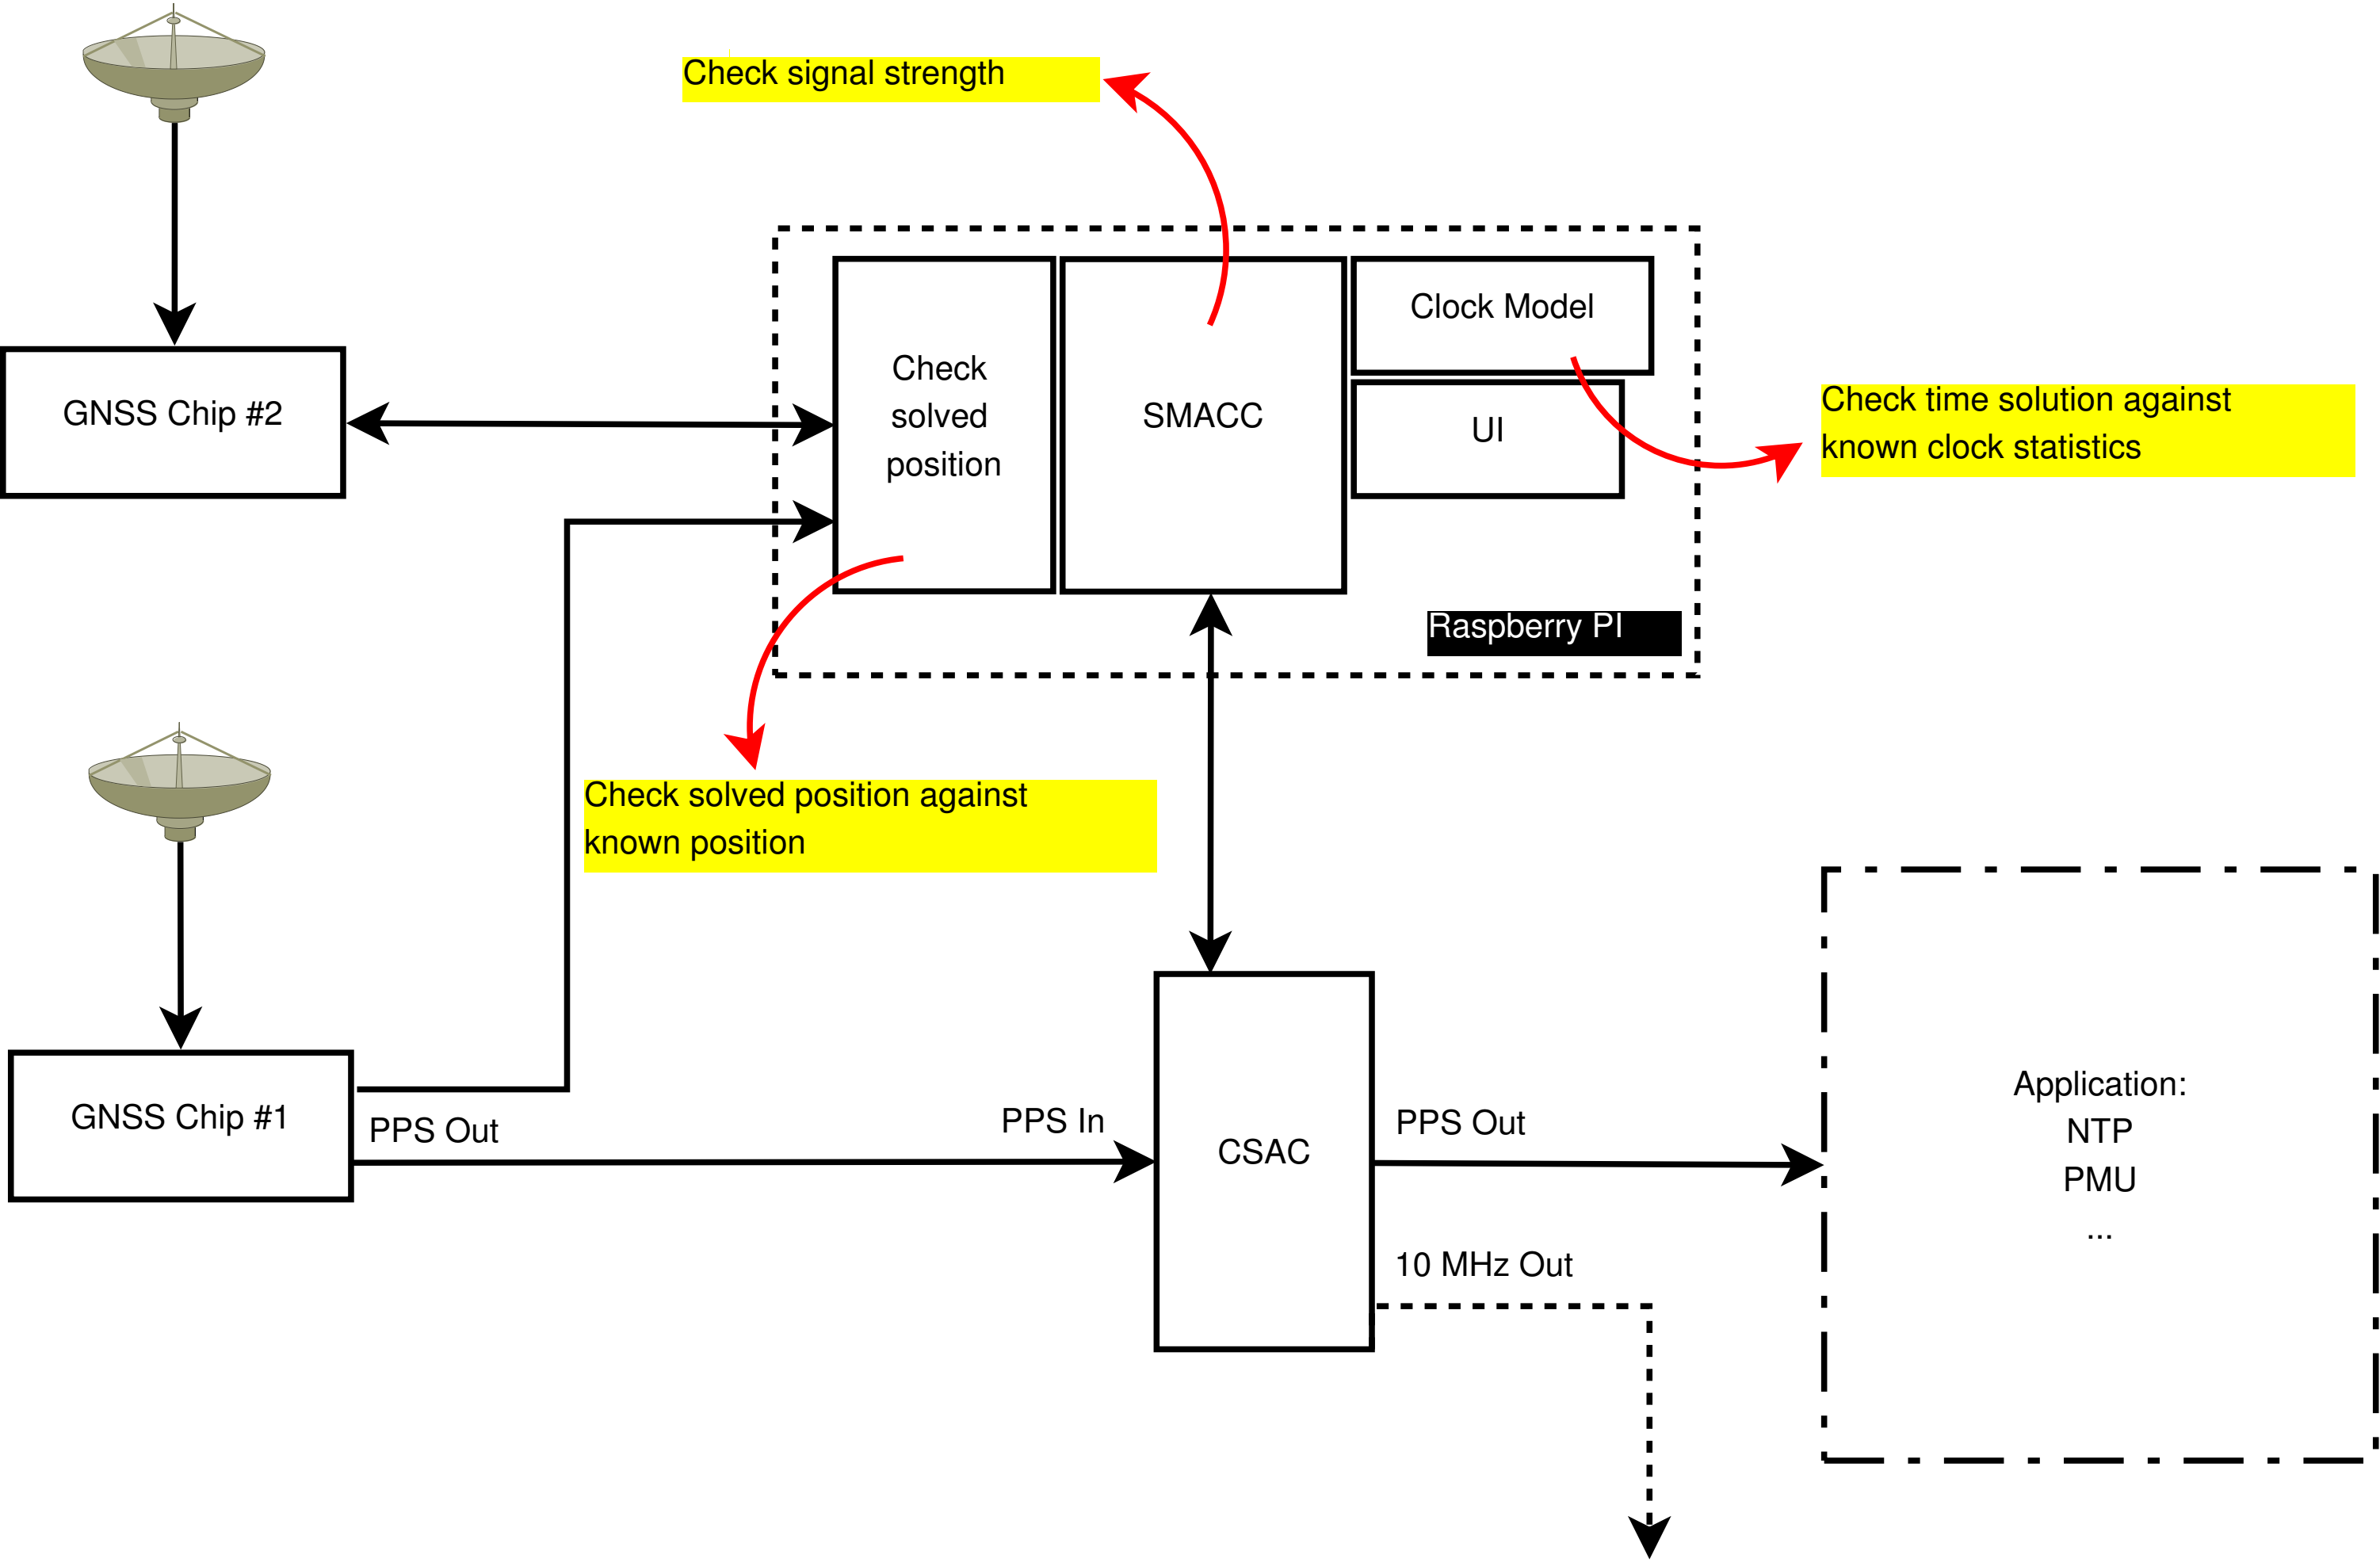 Check signal strength
GNSS Chip #2
Check
solved
position
SMACC
Clock Model
UI
Check time solution against
known clock statistics
Raspberry PI
Check solved position against
known position
GNSS Chip #1
PPS Out
PPS In
CSAC
PPS Out
10 MHz Out
Application:
NTP
PMU
...